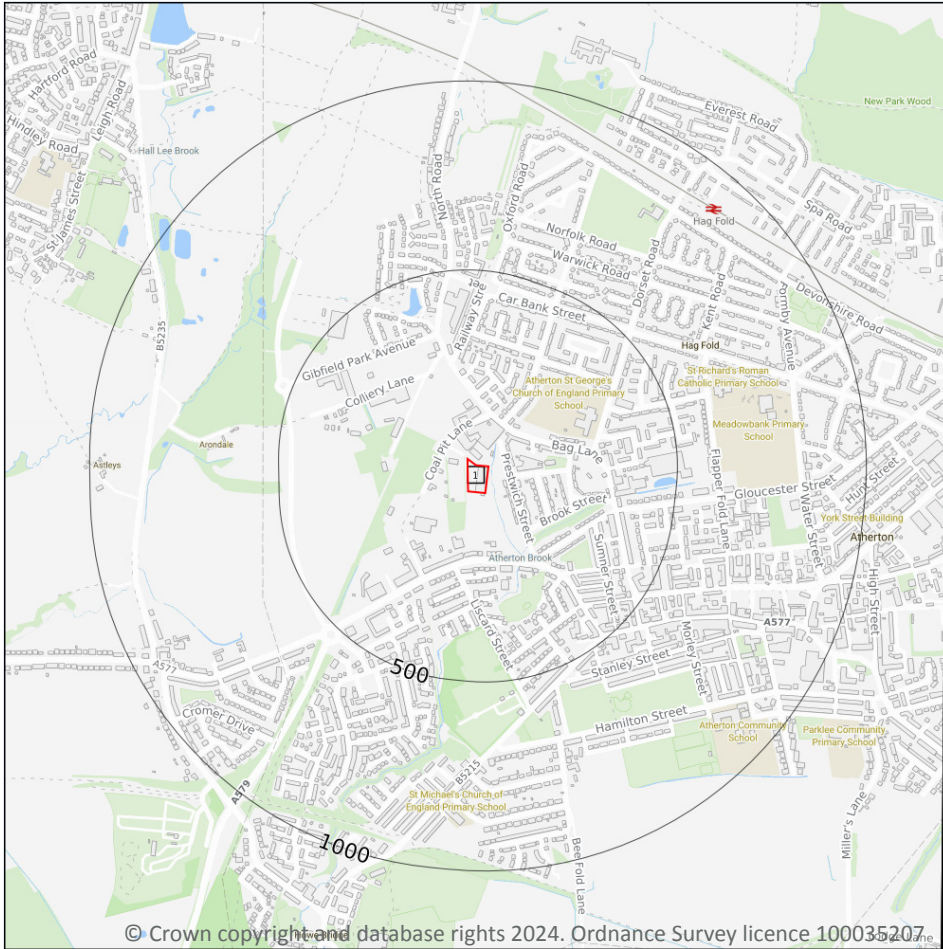 Hartford Road
Leigh Road
Hindley Road
St James Street
Hall Lee Brook
B5235
North Road
Oxford Road
Everest Road
New Park Wood
Spa Road
Hag Fold
Norfolk Road
Warwick Road
Dorset Road
Kent Road
Formby Avenue
Devonshire Road
Car Bank Street
Railway Stre
Gibfield Park Avenue
Colliery Lane
Hag Fold
Atherton St George's
Church of England Primary
School
St Richard's Roman
Catholic Primary School
Meadowbank Primary
School
Coal Pit Lane
Bag Lane
Arondale
Astleys
1
Prestwich Street
Brook Street
Flapper Fold Lane
Gloucester Street
Water Street
Hunt Street
York Street Building
Atherton
Atherton Brook
Sumner Street
High Street
Liscard Street
A577
Stanley Street
Morley Street
500
A577
Cromer Drive
Hamilton Street
Atherton Community
School
Parklee Community
Primary School
A579
B5215
St Michael's Church of
England Primary School
1000
Bee Fold Lane
Miller's Lane
Howe Bridge
© Crown copyright and database rights 2024. Ordnance Survey licence 100035207